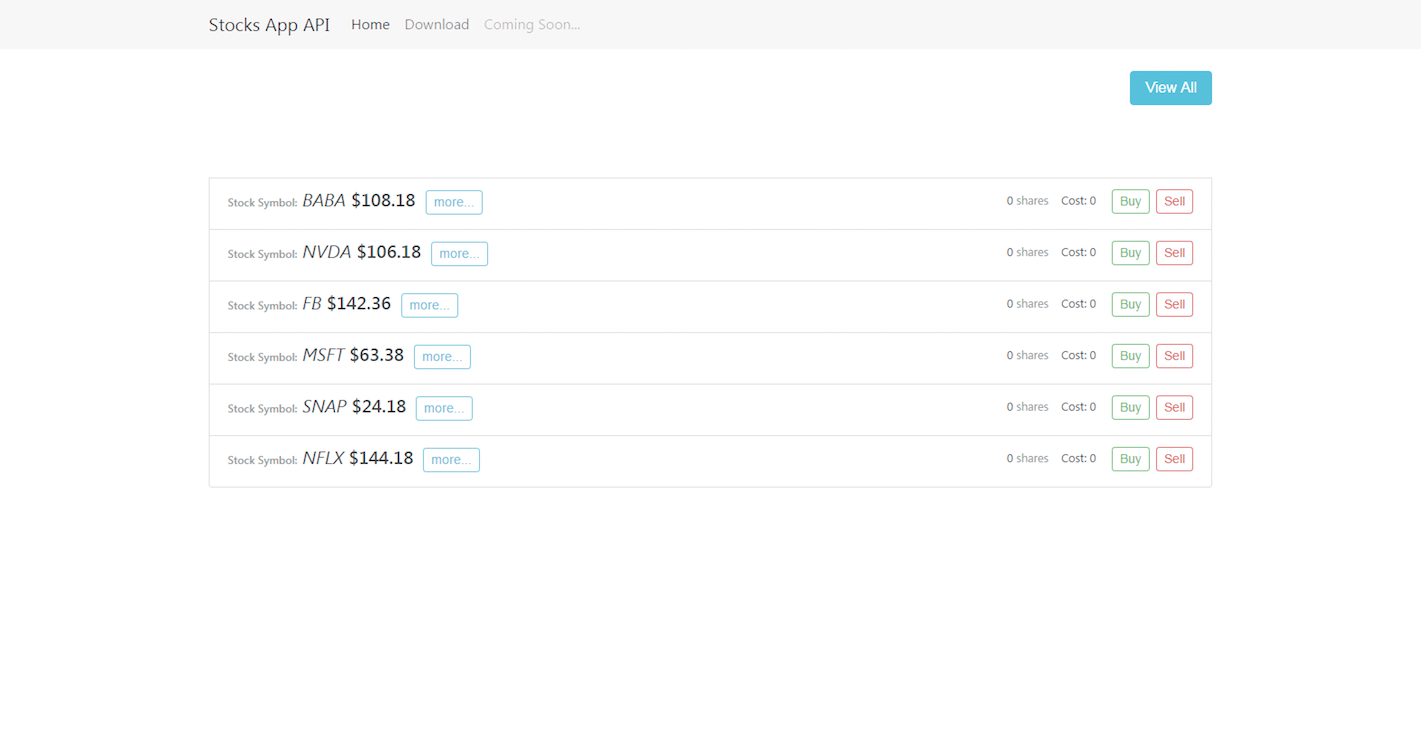 Stocks App API Home Download Coming Soon...
View All
Stock Symbol: BABA $108.18 more... 0 shares Cost: 0 Buy Sell
Stock Symbol: NVDA $106.18 more... 0 shares Cost: 0 Buy Sell
Stock Symbol: FB $142.36 more... 0 shares Cost: 0 Buy Sell
Stock Symbol: MSFT $63.38 more... 0 shares Cost: 0 Buy Sell
Stock Symbol: SNAP $24.18 more... 0 shares Cost: 0 Buy Sell
Stock Symbol: NFLX $144.18 more... 0 shares Cost: 0 Buy Sell